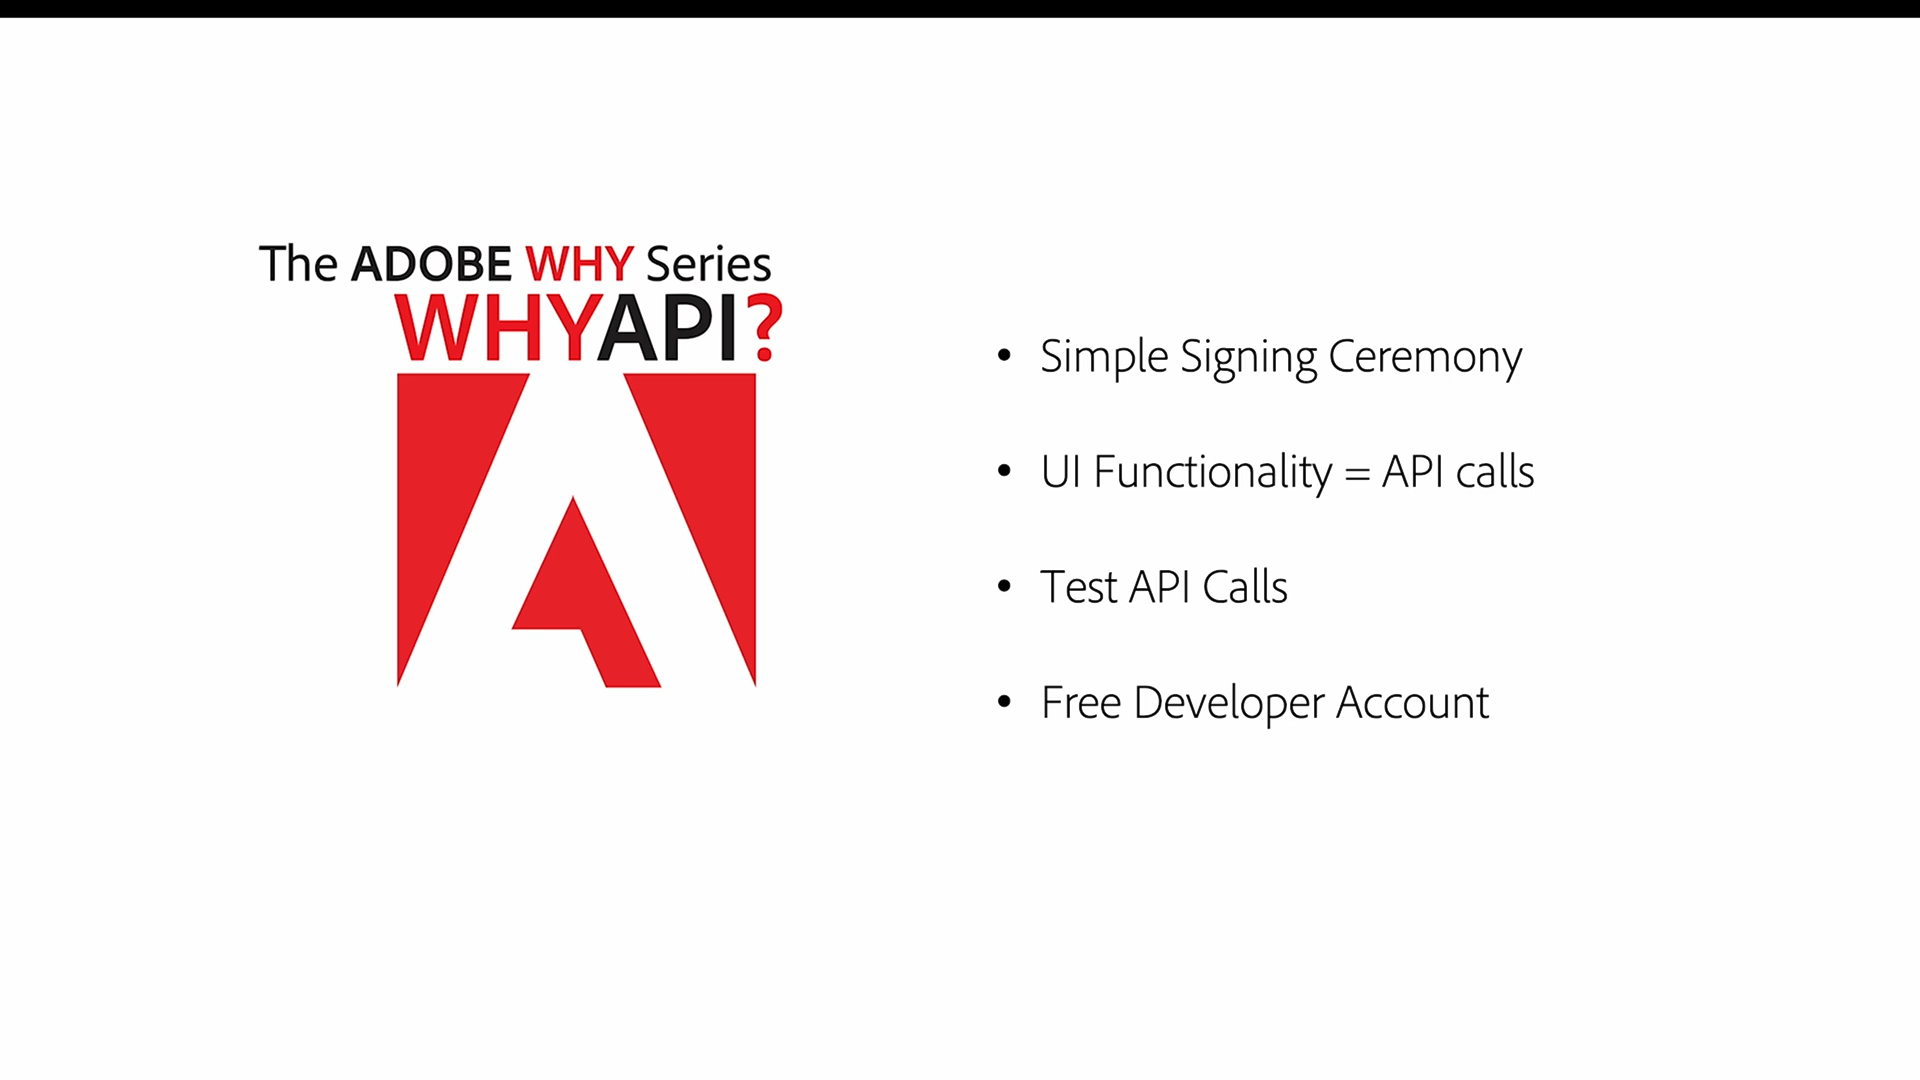 The ADOBE WHY Series
WHYAPI?
• Simple Signing Ceremony
• UI Functionality = API calls
• Test API Calls
• Free Developer Account